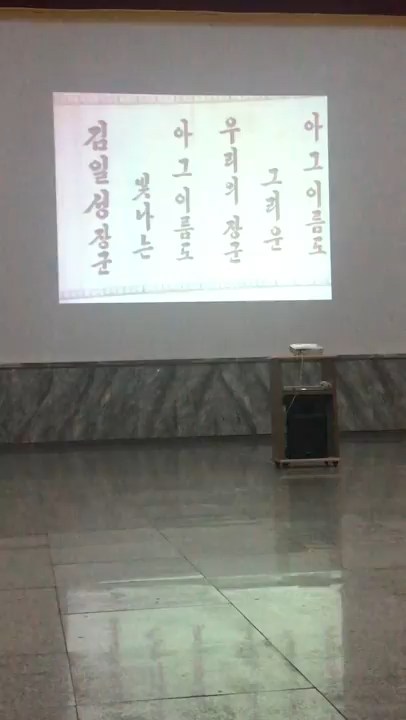 아 그 이름도
그리운
우리의 장군
아 그 이름도
빛나는
김일성장군